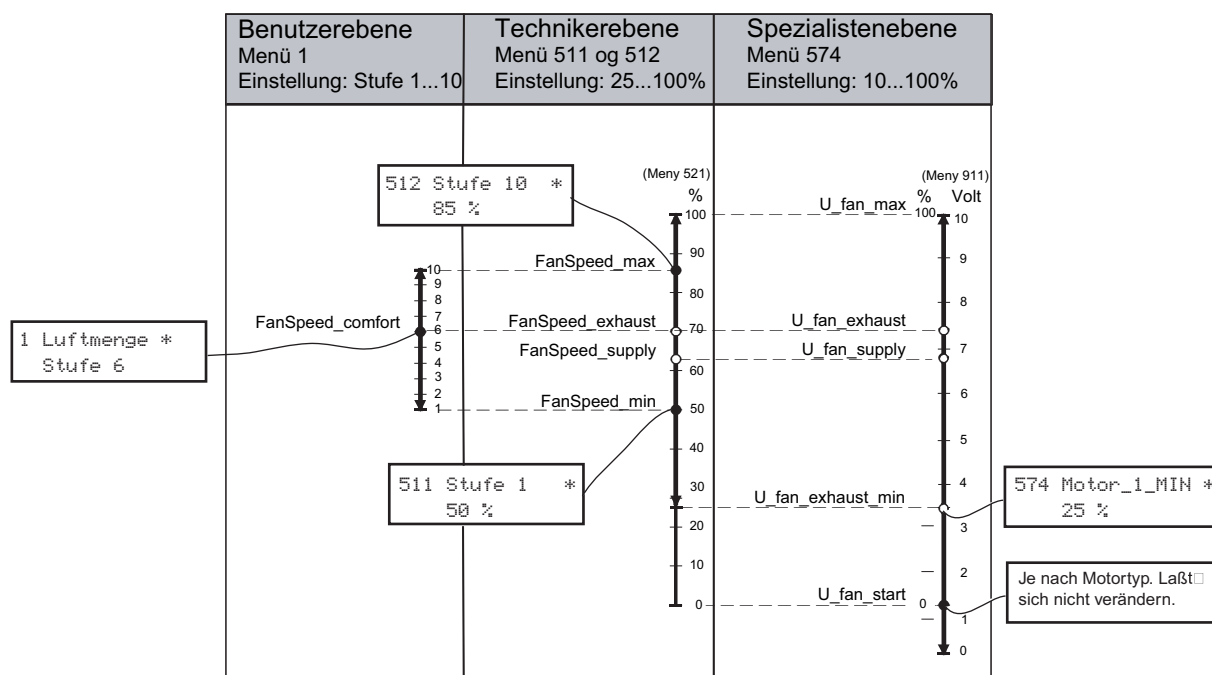 Benutzerebene
Menü 1
Einstellung: Stufe 1...10
Technikerebene
Menü 511 og 512
Einstellung: 25...100%
Spezialistenebene
Menü 574
Einstellung: 10...100%
512 Stufe 10 *
85 %
(Meny 521)
%
100
90
80
70
60
50
40
30
20
10
0
(Meny 911)
% Volt
100
0
10
9
8
7
6
5
4
3
2
1
0
U_fan_max
FanSpeed_max
10
9
8
7
6
5
4
3
2
1
FanSpeed_comfort
FanSpeed_exhaust
U_fan_exhaust
1 Luftmenge *
Stufe 6
FanSpeed_supply
U_fan_supply
FanSpeed_min
511 Stufe 1 *
50 %
U_fan_exhaust_min
574 Motor_1_MIN *
25 %
U_fan_start
Je nach Motortyp. Laßt□
sich nicht verändern.